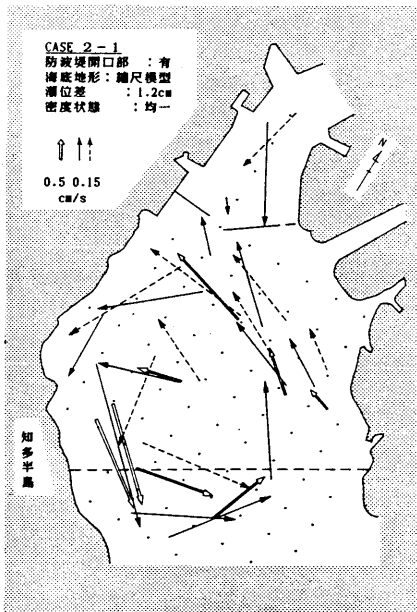 CASE 2-1
防波堤開口部 : 有
海底地形: 縮尺模型
潮位差 : 1.2cm
密度状態 : 均一
0.5 0.15
cm/s
N
知多半島